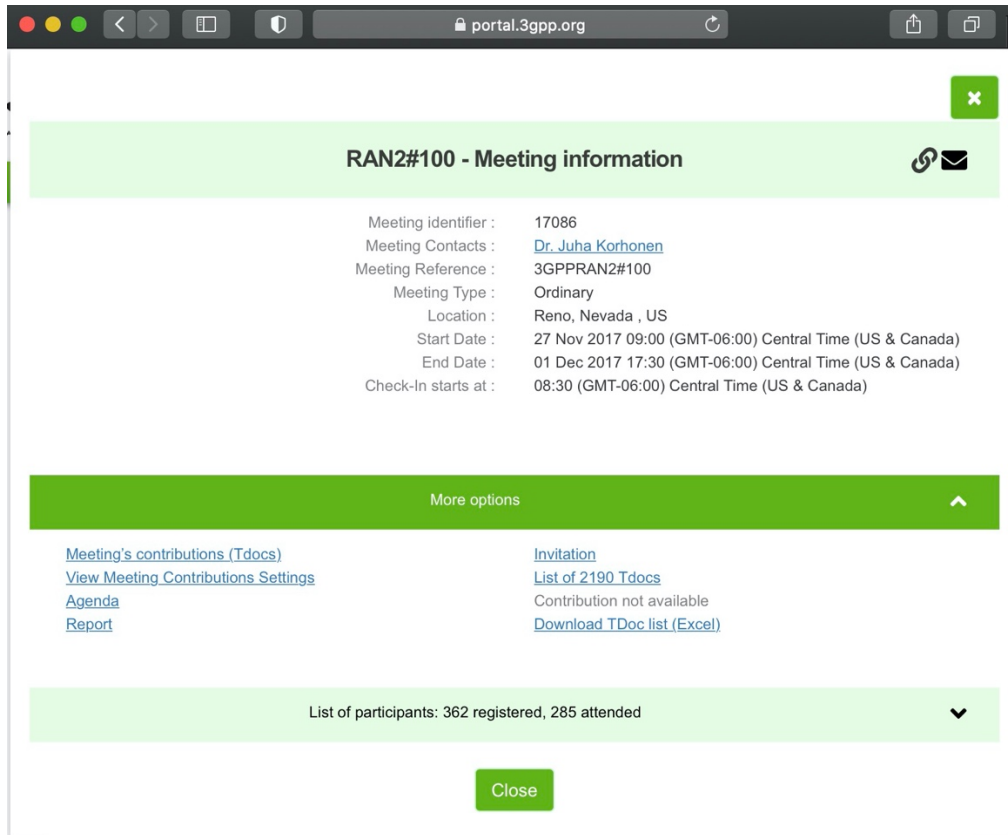 portal.3gpp.org
RAN2#100 - Meeting information
Meeting identifier : 17086
Meeting Contacts : Dr. Juha Korhonen
Meeting Reference : 3GPPRAN2#100
Meeting Type : Ordinary
Location : Reno, Nevada , US
Start Date : 27 Nov 2017 09:00 (GMT-06:00) Central Time (US & Canada)
End Date : 01 Dec 2017 17:30 (GMT-06:00) Central Time (US & Canada)
Check-In starts at : 08:30 (GMT-06:00) Central Time (US & Canada)
More options
Meeting's contributions (Tdocs) Invitation
View Meeting Contributions Settings List of 2190 Tdocs
Agenda Contribution not available
Report Download TDoc list (Excel)
List of participants: 362 registered, 285 attended
Close